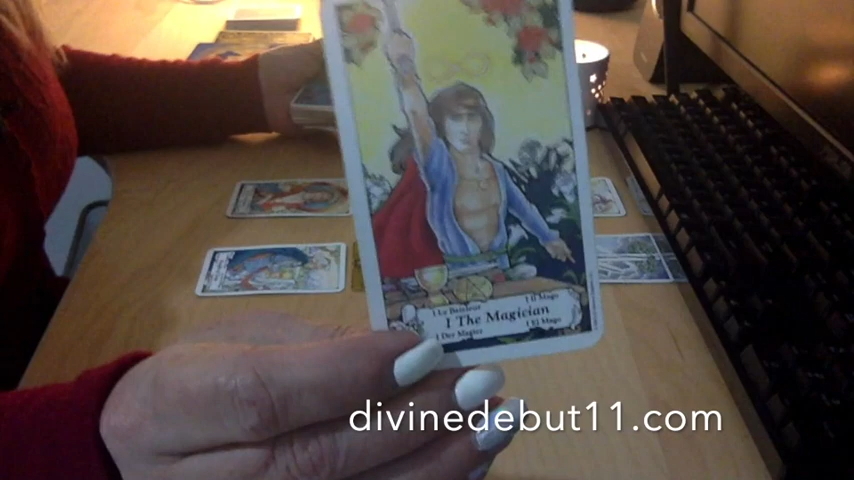 I Le Bateleur
I Il Mago
I The Magician
I Der Magier
I El Mago
divinedebut11.com